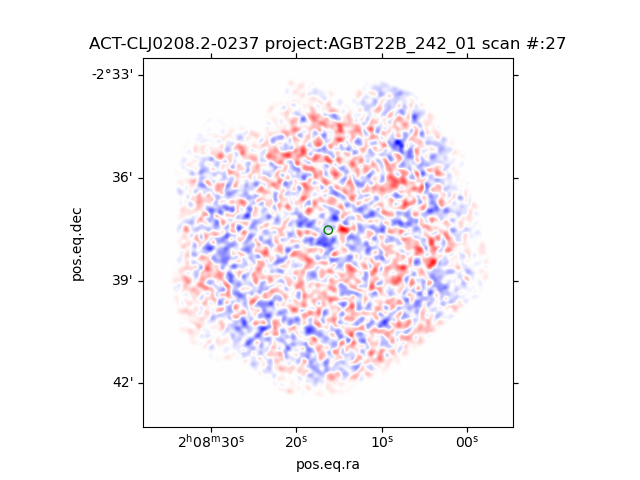 ACT-CLJ0208.2-0237 project:AGBT22B_242_01 scan #:27
-2°33'
36'
39'
42'
pos.eq.dec
2h08m30s 20s 10s 00s
pos.eq.ra